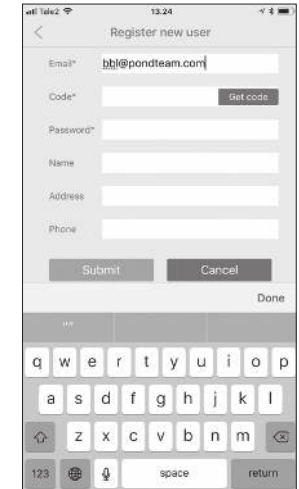 Tele2 13.24
Register new user
Email* bbl@pondteam.com
Code* Get code
Password*
Name
Address
Phone
Submit Cancel
Done
""
q w e r t y u i o p
a s d f g h j k l
z x c v b n m
123 space return